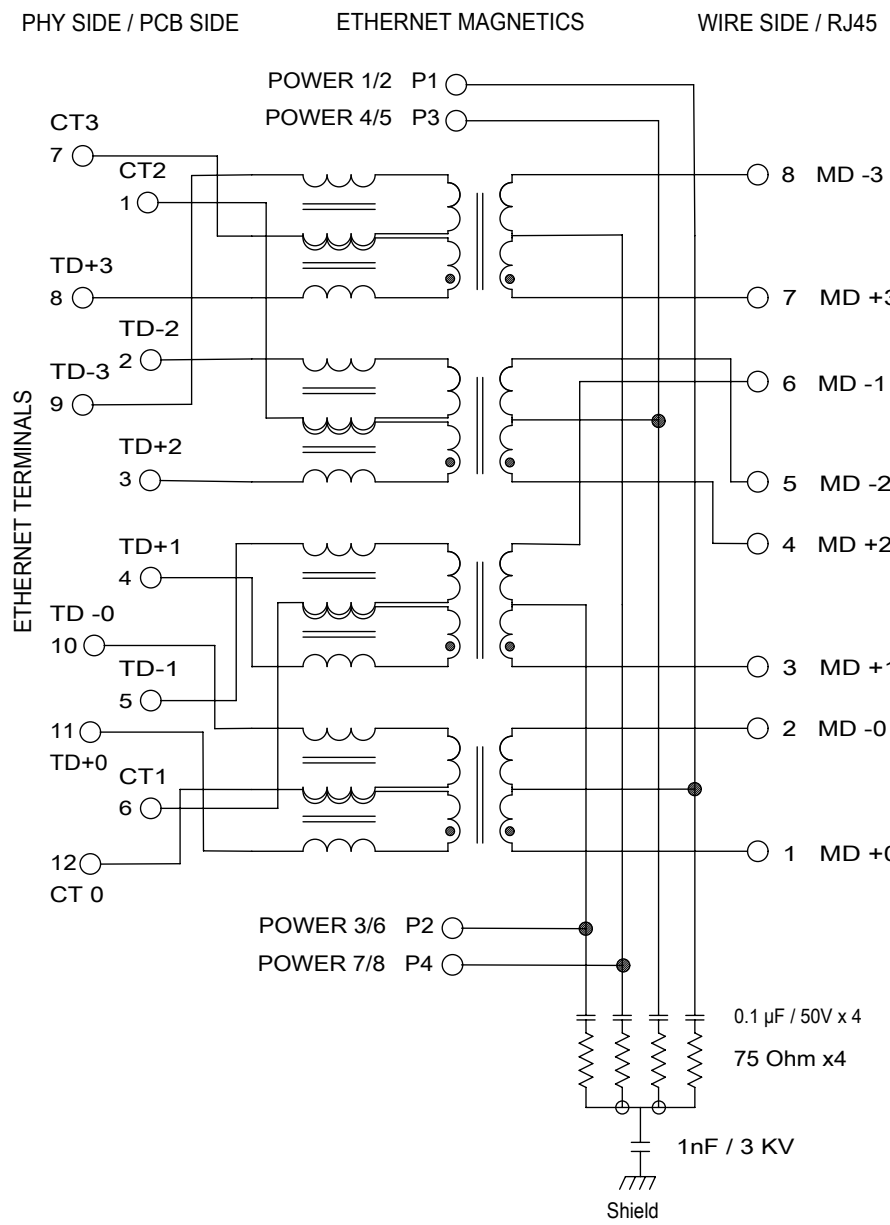 PHY SIDE / PCB SIDE ETHERNET MAGNETICS WIRE SIDE / RJ45
POWER 1/2 P1
POWER 4/5 P3
CT3
7
CT2
1
8 MD -3
TD+3
8
7 MD +3
TD-2
2
TD-3
9
6 MD -1
ETHERNET TERMINALS
TD+2
3
5 MD -2
4 MD +2
TD+1
4
TD -0
10
TD-1
5
3 MD +1
11
TD+0
2 MD -0
CT1
6
12
CT 0
1 MD +0
POWER 3/6 P2
POWER 7/8 P4
0.1 µF / 50V x 4
75 Ohm x4
1nF / 3 KV
Shield